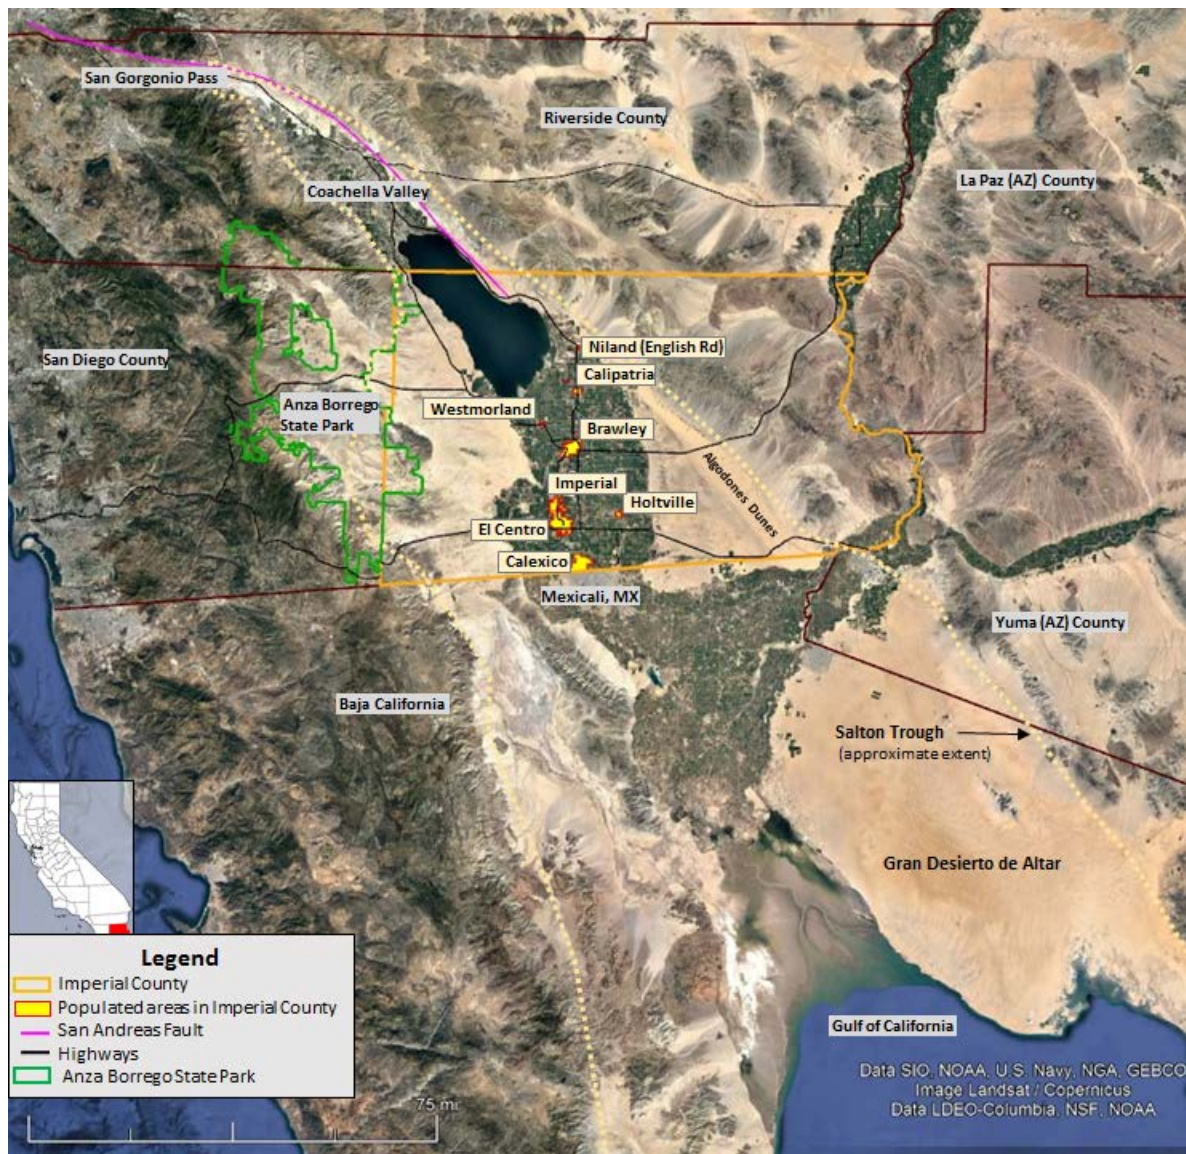 San Gorgonio Pass
Riverside County
La Paz (AZ) County
Coachella Valley
San Diego County
Niland (English Rd)
Calipatria
Anza Borrego
State Park
Westmorland
Brawley
Algodones Dunes
Imperial
Holtville
El Centro
Calexico
Mexicali, MX
Yuma (AZ) County
Baja California
Salton Trough
(approximate extent)
Gran Desierto de Altar
Gulf of California
Legend
Imperial County
Populated areas in Imperial County
San Andreas Fault
Highways
Anza Borrego State Park
75 mi
Data SIO, NOAA, U.S. Navy, NGA, GEBCO
Image Landsat / Copernicus
Data LDEO-Columbia, NSF, NOAA